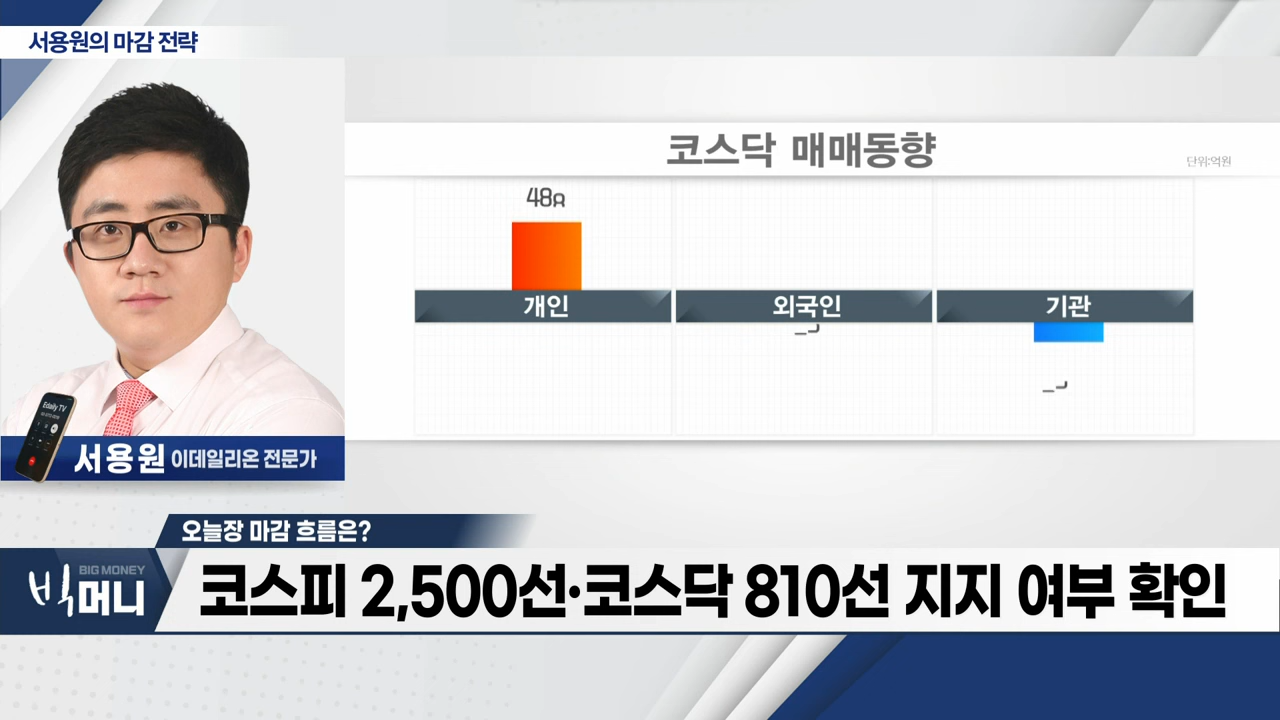 서용원의 마감 전략
코스닥 매매동향
단위:억원
개인
외국인
기관
Edaily TV
서용원 이데일리온 전문가
오늘장 마감 흐름은?
빅머니 BIG MONEY
코스피 2,500선·코스닥 810선 지지 여부 확인